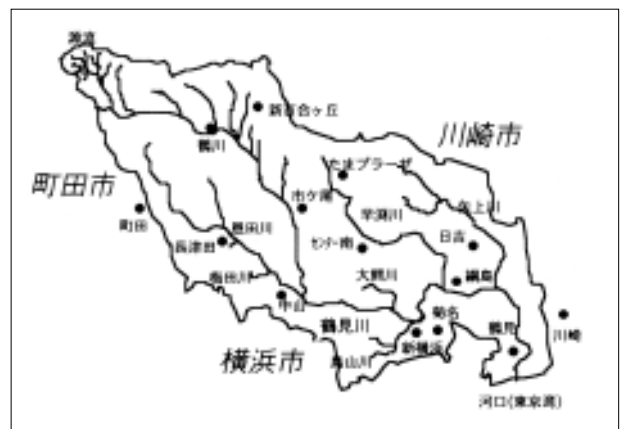 源流
新百合ヶ丘
川崎市
鶴川
たまプラーザ
町田市
市ケ尾
早渕川
矢上川
町田
恩田川
長津田
センター南
日吉
大熊川
綱島
梅田川
中山
菊名
鶴見川
鶴見
川崎
新横浜
横浜市
鳥山川
河口(東京湾)